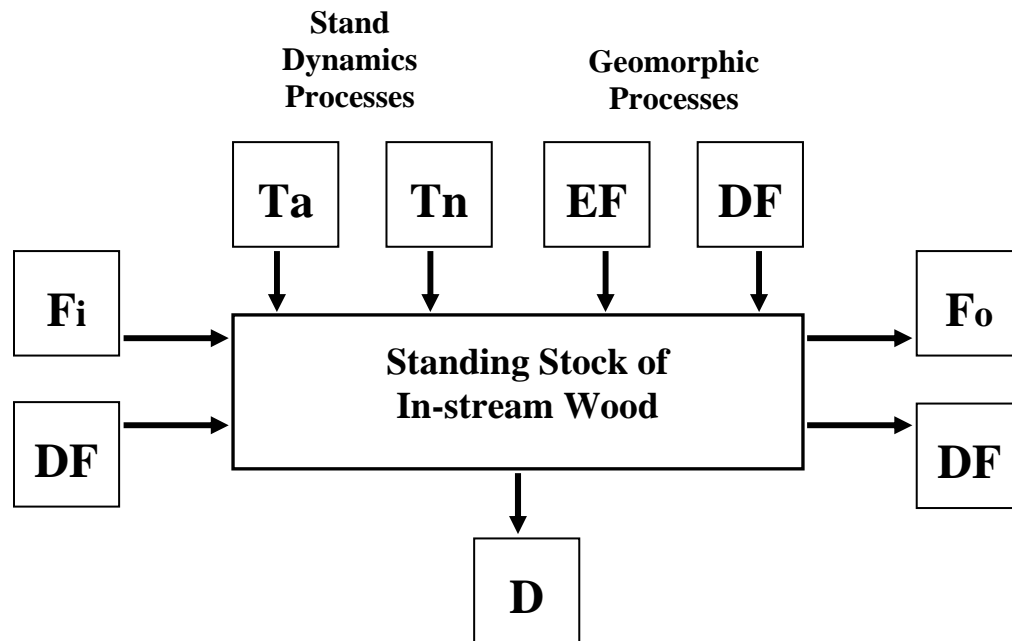 Stand
Dynamics
Processes
Geomorphic
Processes
Ta
Tn
EF
DF
Fi
Fo
Standing Stock of
In-stream Wood
DF
DF
D